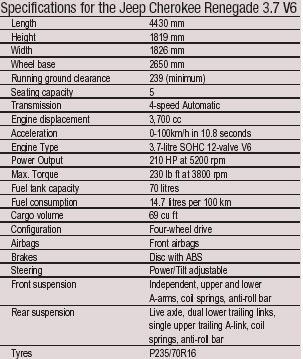 Specifications for the Jeep Cherokee Renegade 3.7 V6
Length 4430 mm
Height 1819 mm
Width 1826 mm
Wheel base 2650 mm
Running ground clearance 239 (minimum)
Seating capacity 5
Transmission 4-speed Automatic
Engine displacement 3,700 cc
Acceleration 0-100km/h in 10.8 seconds
Engine Type 3.7-litre SOHC 12-valve V6
Power Output 210 HP at 5200 rpm
Max. Torque 230 lb ft at 3800 rpm
Fuel tank capacity 70 litres
Fuel consumption 14.7 litres per 100 km
Cargo volume 69 cu ft
Configuration Four-wheel drive
Airbags Front airbags
Brakes Disc with ABS
Steering Power/Tilt adjustable
Front suspension Independent, upper and lower
A-arms, coil springs, anti-roll bar
Rear suspension Live axle, dual lower trailing links,
single upper trailing A-link, coil
springs, anti-roll bar
Tyres P235/70R16